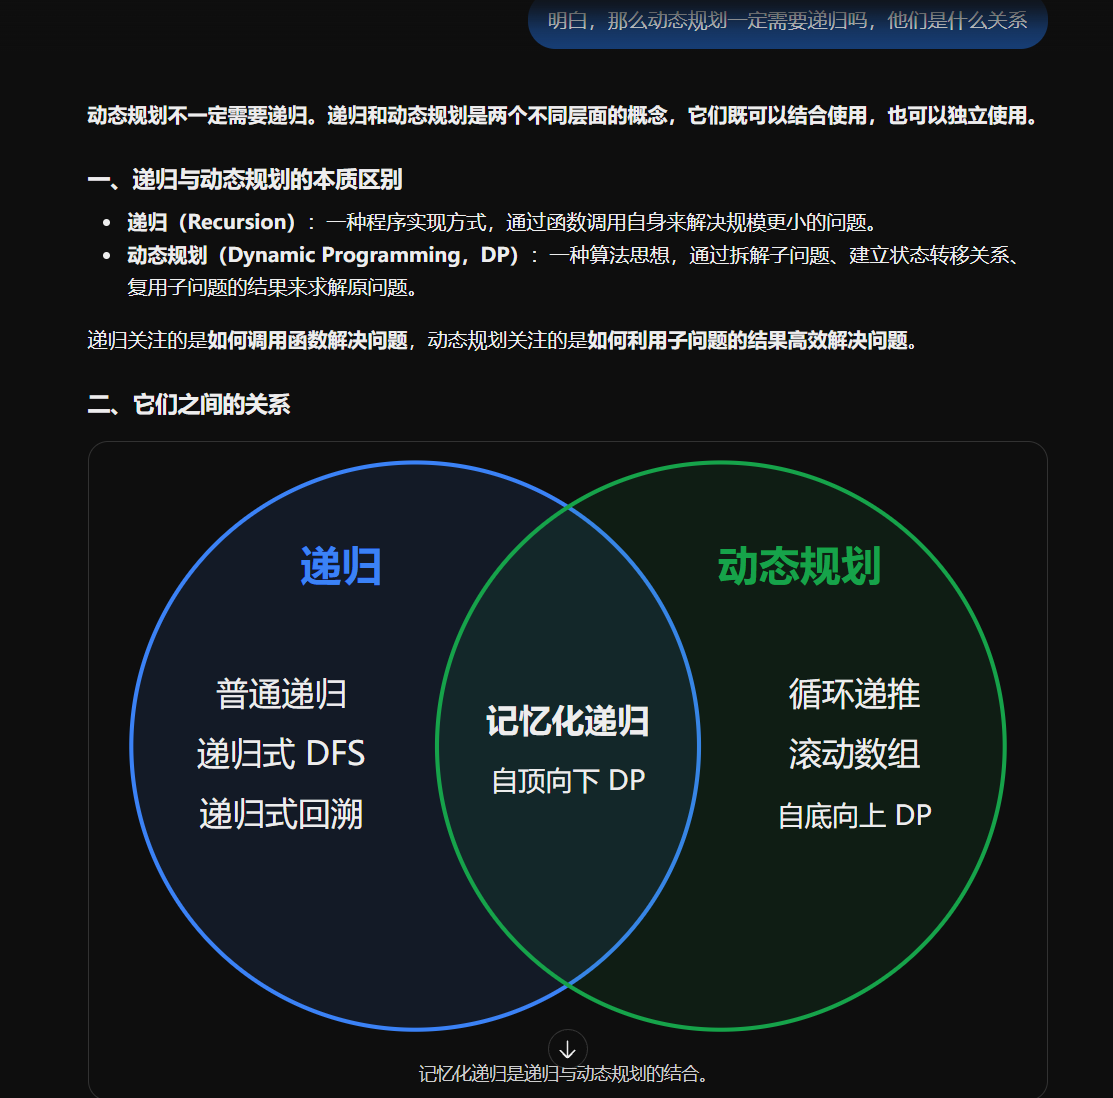 明白，那么动态规划一定需要递归吗，他们是什么关系
动态规划不一定需要递归。递归和动态规划是两个不同层面的概念，它们既可以结合使用，也可以独立使用。
一、递归与动态规划的本质区别
• 递归（Recursion）：一种程序实现方式，通过函数调用自身来解决规模更小的问题。
• 动态规划（Dynamic Programming，DP）：一种算法思想，通过拆解子问题、建立状态转移关系、
复用子问题的结果来求解原问题。
递归关注的是如何调用函数解决问题，动态规划关注的是如何利用子问题的结果高效解决问题。
二、它们之间的关系
递归
普通递归
递归式 DFS
递归式回溯
记忆化递归
自顶向下 DP
动态规划
循环递推
滚动数组
自底向上 DP
记忆化递归是递归与动态规划的结合。